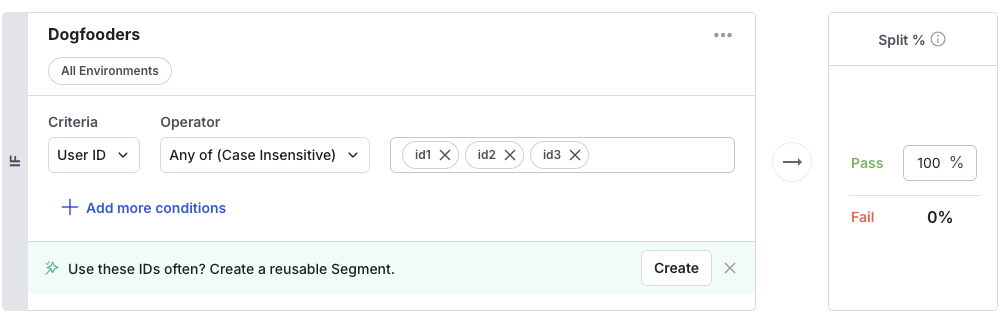 IF
Dogfooders
All Environments
Criteria
Operator
User ID
Any of (Case Insensitive)
id1
id2
id3
Add more conditions
Use these IDs often? Create a reusable Segment.
Create
Split %
Pass
100 %
Fail
0%